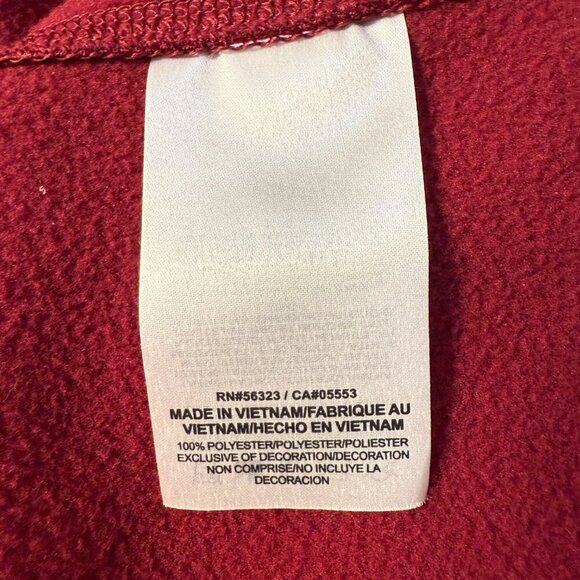 RN#56323 / CA#05553
MADE IN VIETNAM/FABRIQUE AU
VIETNAM/HECHO EN VIETNAM
100% POLYESTER/POLYESTER/POLIESTER
EXCLUSIVE OF DECORATION/DECORATION
NON COMPRISE/NO INCLUYE LA
DECORACION